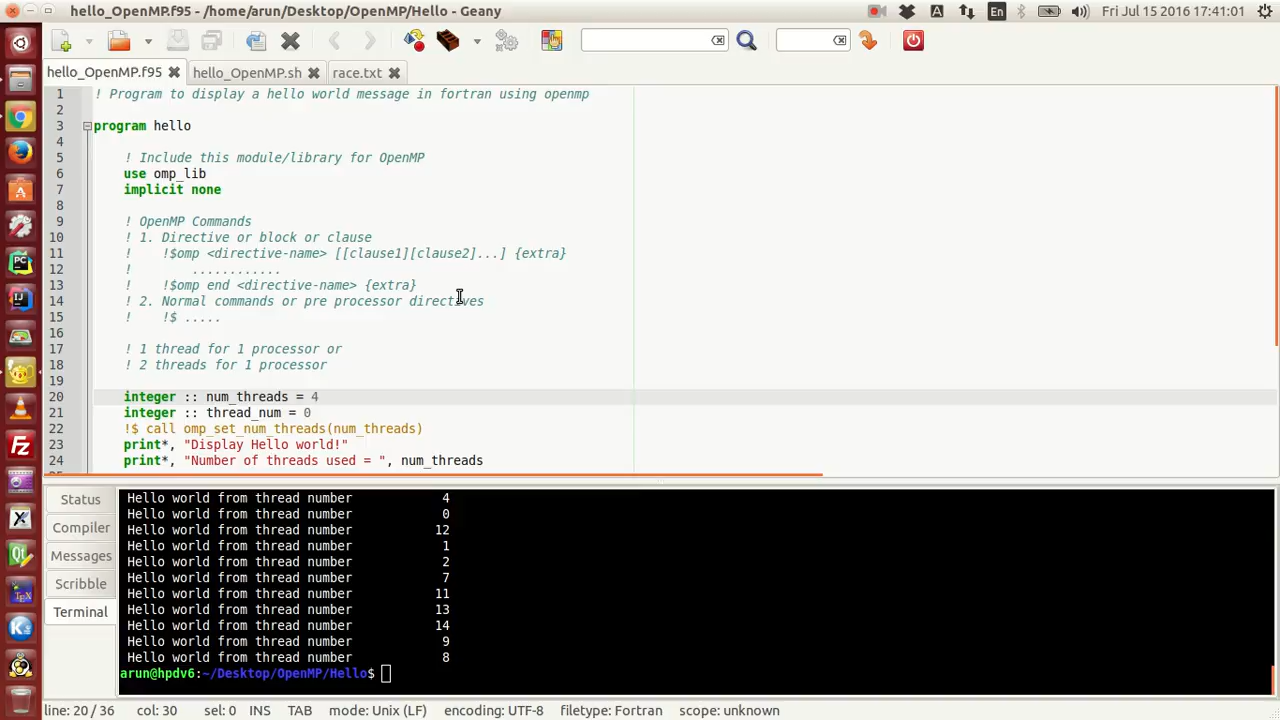 hello_OpenMP.f95 - /home/arun/Desktop/OpenMP/Hello - Geany
En
Fri Jul 15 2016 17:41:01
hello_OpenMP.f95 hello_OpenMP.sh race.txt
1 ! Program to display a hello world message in fortran using openmp
2
3 program hello
4
5 ! Include this module/library for OpenMP
6 use omp_lib
7 implicit none
8
9 ! OpenMP Commands
10 ! 1. Directive or block or clause
11 ! !$omp <directive-name> [[clause1][clause2]...] {extra}
12 ! ............
13 ! !$omp end <directive-name> {extra}
14 ! 2. Normal commands or pre processor directives
15 ! !$ .....
16
17 ! 1 thread for 1 processor or
18 ! 2 threads for 1 processor
19
20 integer :: num_threads = 4
21 integer :: thread_num = 0
22 !$ call omp_set_num_threads(num_threads)
23 print*, "Display Hello world!"
24 print*, "Number of threads used = ", num_threads
Status
Compiler
Messages
Scribble
Terminal
Hello world from thread number 4
Hello world from thread number 0
Hello world from thread number 12
Hello world from thread number 1
Hello world from thread number 2
Hello world from thread number 7
Hello world from thread number 11
Hello world from thread number 13
Hello world from thread number 14
Hello world from thread number 9
Hello world from thread number 8
arun@hpdv6:~/Desktop/OpenMP/Hello$
line: 20 / 36 col: 30 sel: 0 INS TAB mode: Unix (LF) encoding: UTF-8 filetype: Fortran scope: unknown